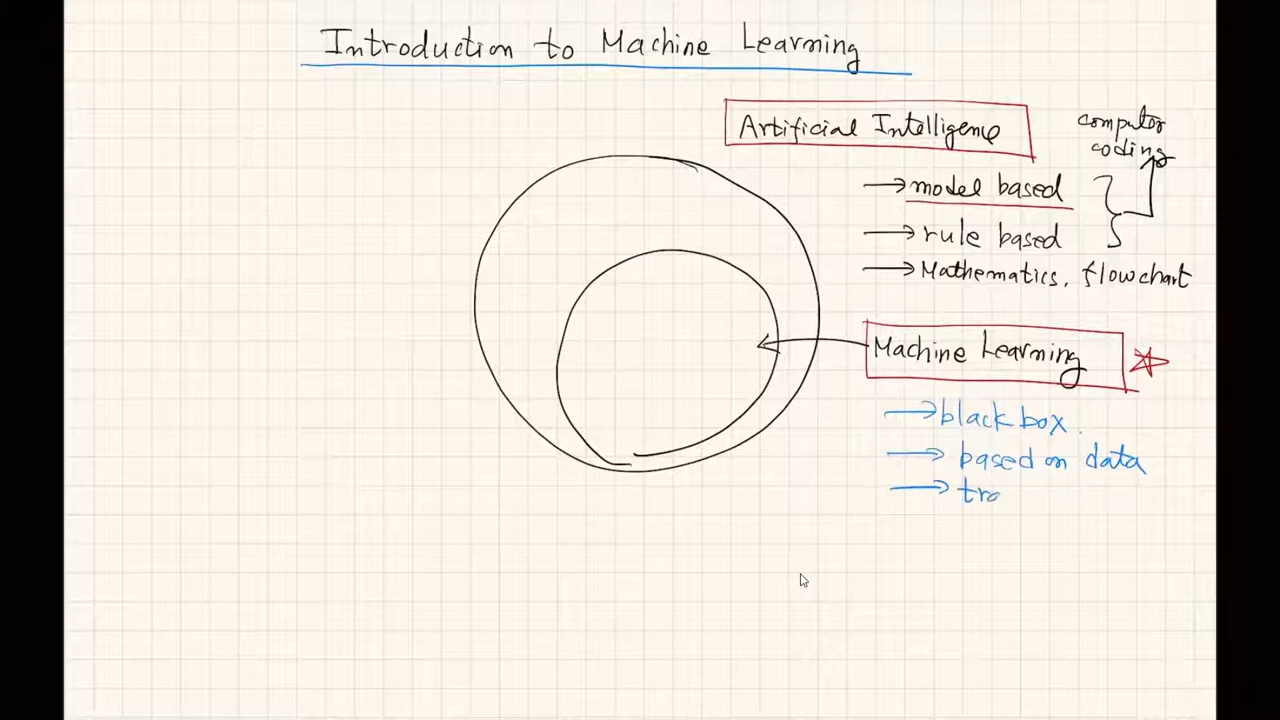 Introduction to Machine Learning
Artificial Intelligence
computer
coding
→ model based
→ rule based
→ Mathematics, flowchart
Machine Learning
→ black box.
→ based on data
→ tra